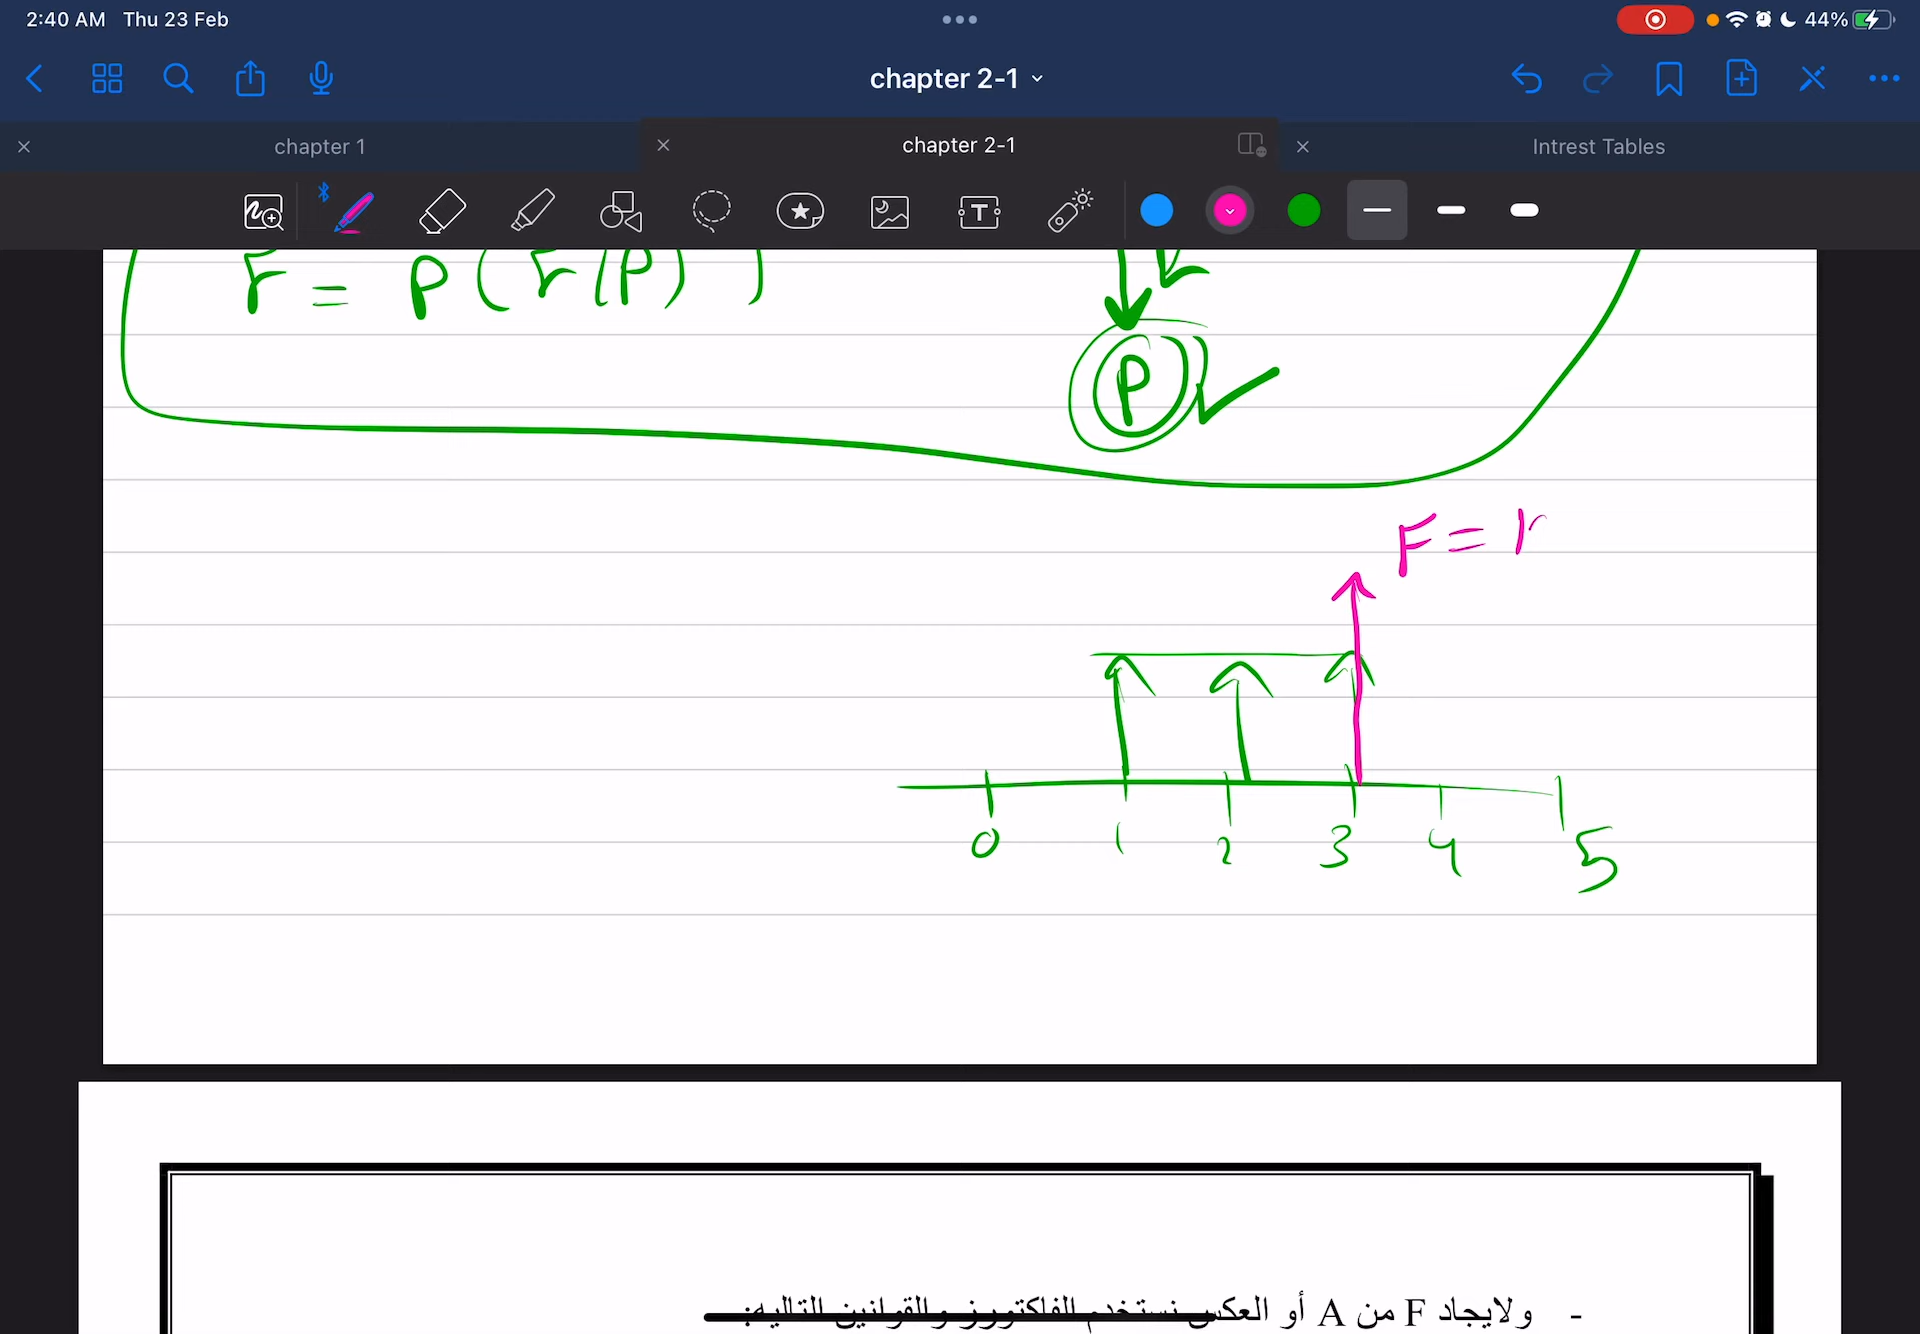 2:40 AM Thu 23 Feb
44%
chapter 2-1
chapter 1
chapter 2-1
Intrest Tables
T
F = P ( F/P )
P
F =
0 1 2 3 4 5
- ولايجاد F من A أو العكس نستخدم الفاكتورز والقوانين التاليه: